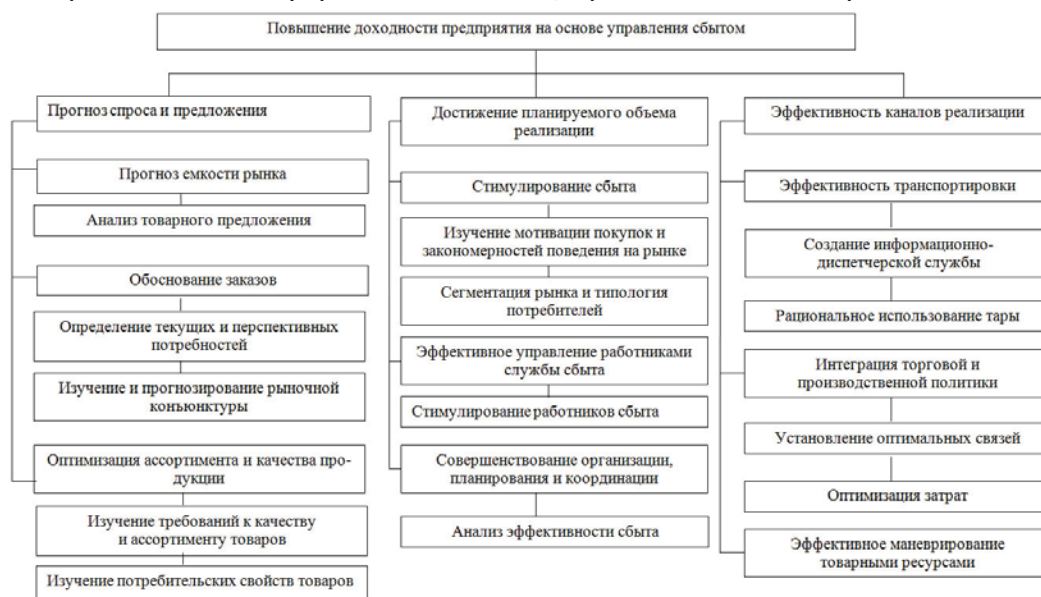 Повышение доходности предприятия на основе управления сбытом
Прогноз спроса и предложения
Прогноз емкости рынка
Анализ товарного предложения
Обоснование заказов
Определение текущих и перспективных
потребностей
Изучение и прогнозирование рыночной
конъюнктуры
Оптимизация ассортимента и качества про-
дукции
Изучение требований к качеству
и ассортименту товаров
Изучение потребительских свойств товаров
Достижение планируемого объема
реализации
Стимулирование сбыта
Изучение мотивации покупок и
закономерностей поведения на рынке
Сегментация рынка и типология
потребителей
Эффективное управление работниками
службы сбыта
Стимулирование работников сбыта
Совершенствование организации,
планирования и координации
Анализ эффективности сбыта
Эффективность каналов реализации
Эффективность транспортировки
Создание информационно-
диспетчерской службы
Рациональное использование тары
Интеграция торговой и
производственной политики
Установление оптимальных связей
Оптимизация затрат
Эффективное маневрирование
товарными ресурсами